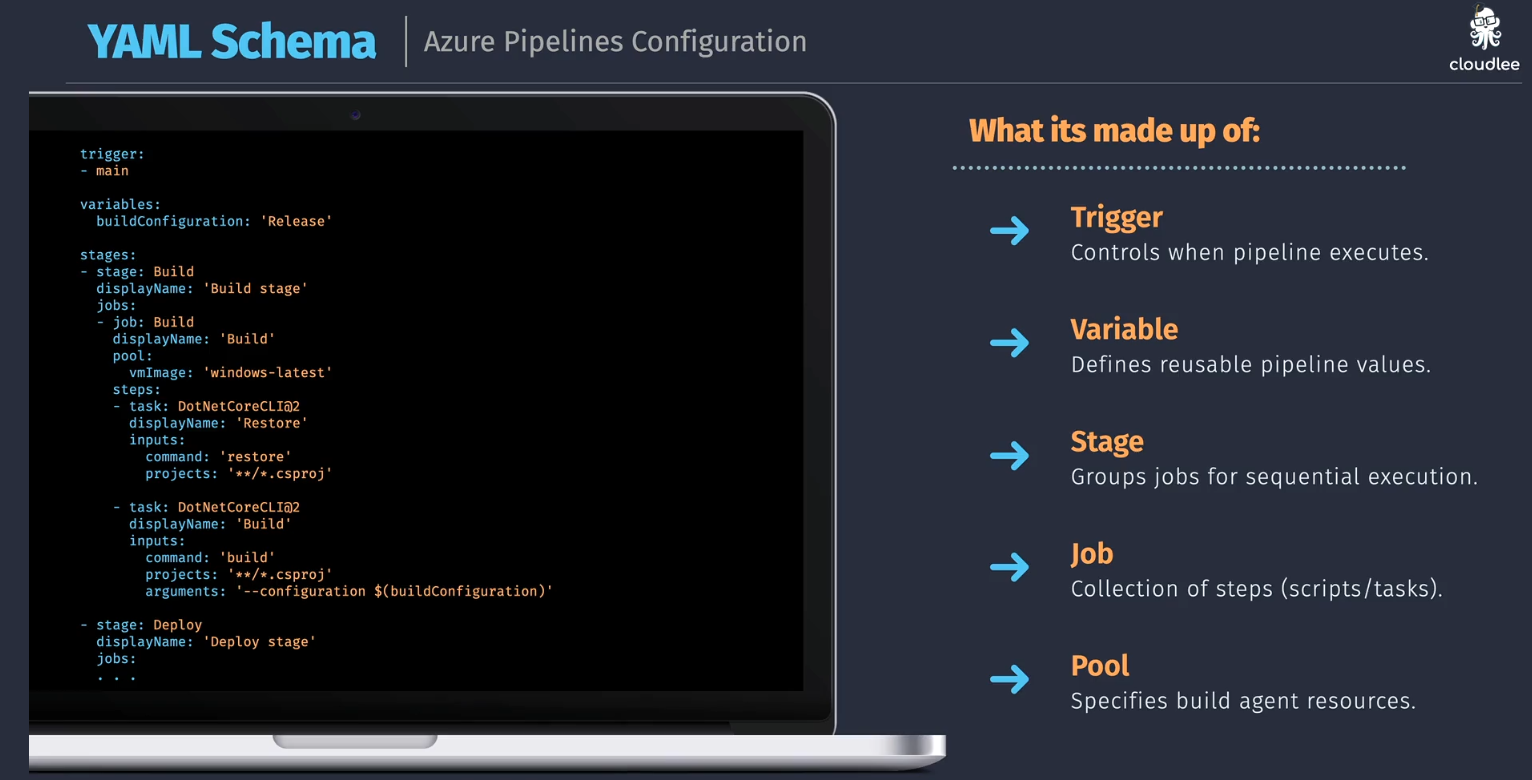 YAML Schema
Azure Pipelines Configuration
cloudlee
trigger:
- main
variables:
  buildConfiguration: 'Release'
stages:
- stage: Build
  displayName: 'Build stage'
  jobs:
  - job: Build
    displayName: 'Build'
    pool:
      vmImage: 'windows-latest'
    steps:
    - task: DotNetCoreCLI@2
      displayName: 'Restore'
      inputs:
        command: 'restore'
        projects: '**/*.csproj'
    - task: DotNetCoreCLI@2
      displayName: 'Build'
      inputs:
        command: 'build'
        projects: '**/*.csproj'
        arguments: '--configuration $(buildConfiguration)'
- stage: Deploy
  displayName: 'Deploy stage'
  jobs:
  . . .
What its made up of:
Trigger
Controls when pipeline executes.
Variable
Defines reusable pipeline values.
Stage
Groups jobs for sequential execution.
Job
Collection of steps (scripts/tasks).
Pool
Specifies build agent resources.